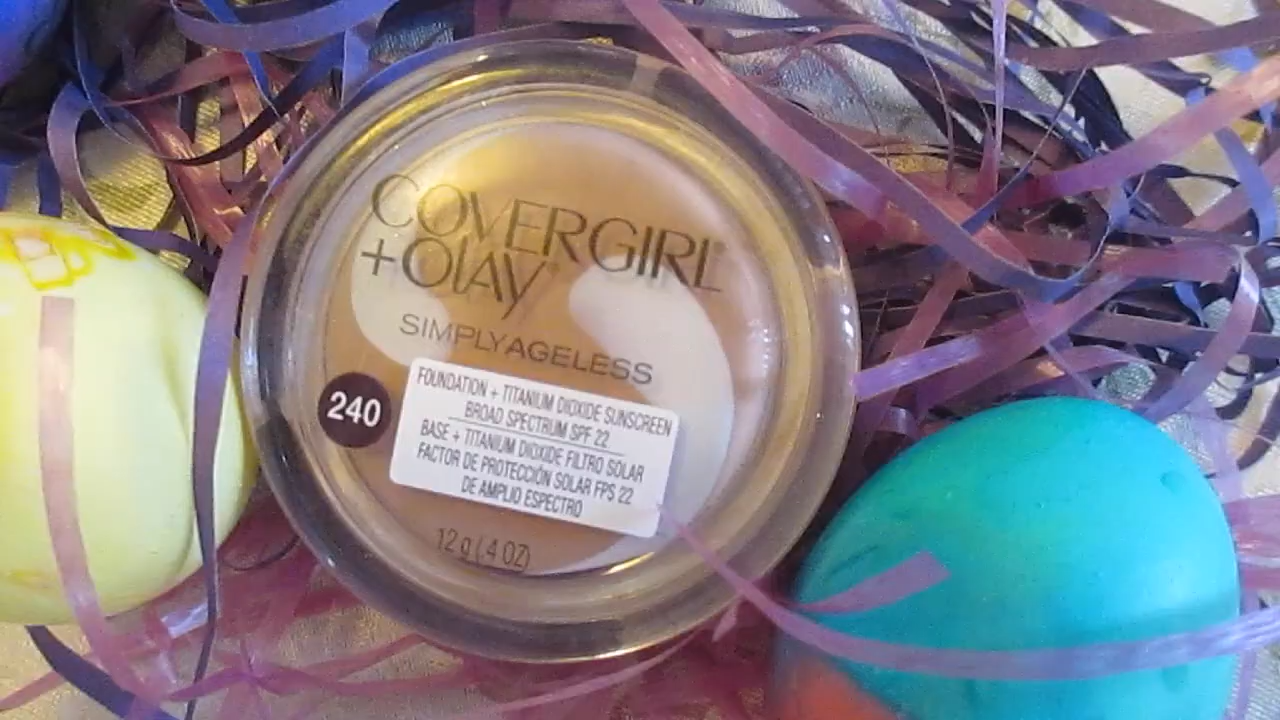 COVERGIRL
+OLAY
SIMPLYAGELESS
240
FOUNDATION + TITANIUM DIOXIDE SUNSCREEN
BROAD SPECTRUM SPF 22
BASE + TITANIUM DIOXIDE FILTRO SOLAR
FACTOR DE PROTECCIÓN SOLAR FPS 22
DE AMPLIO ESPECTRO
12 g (.4 OZ)